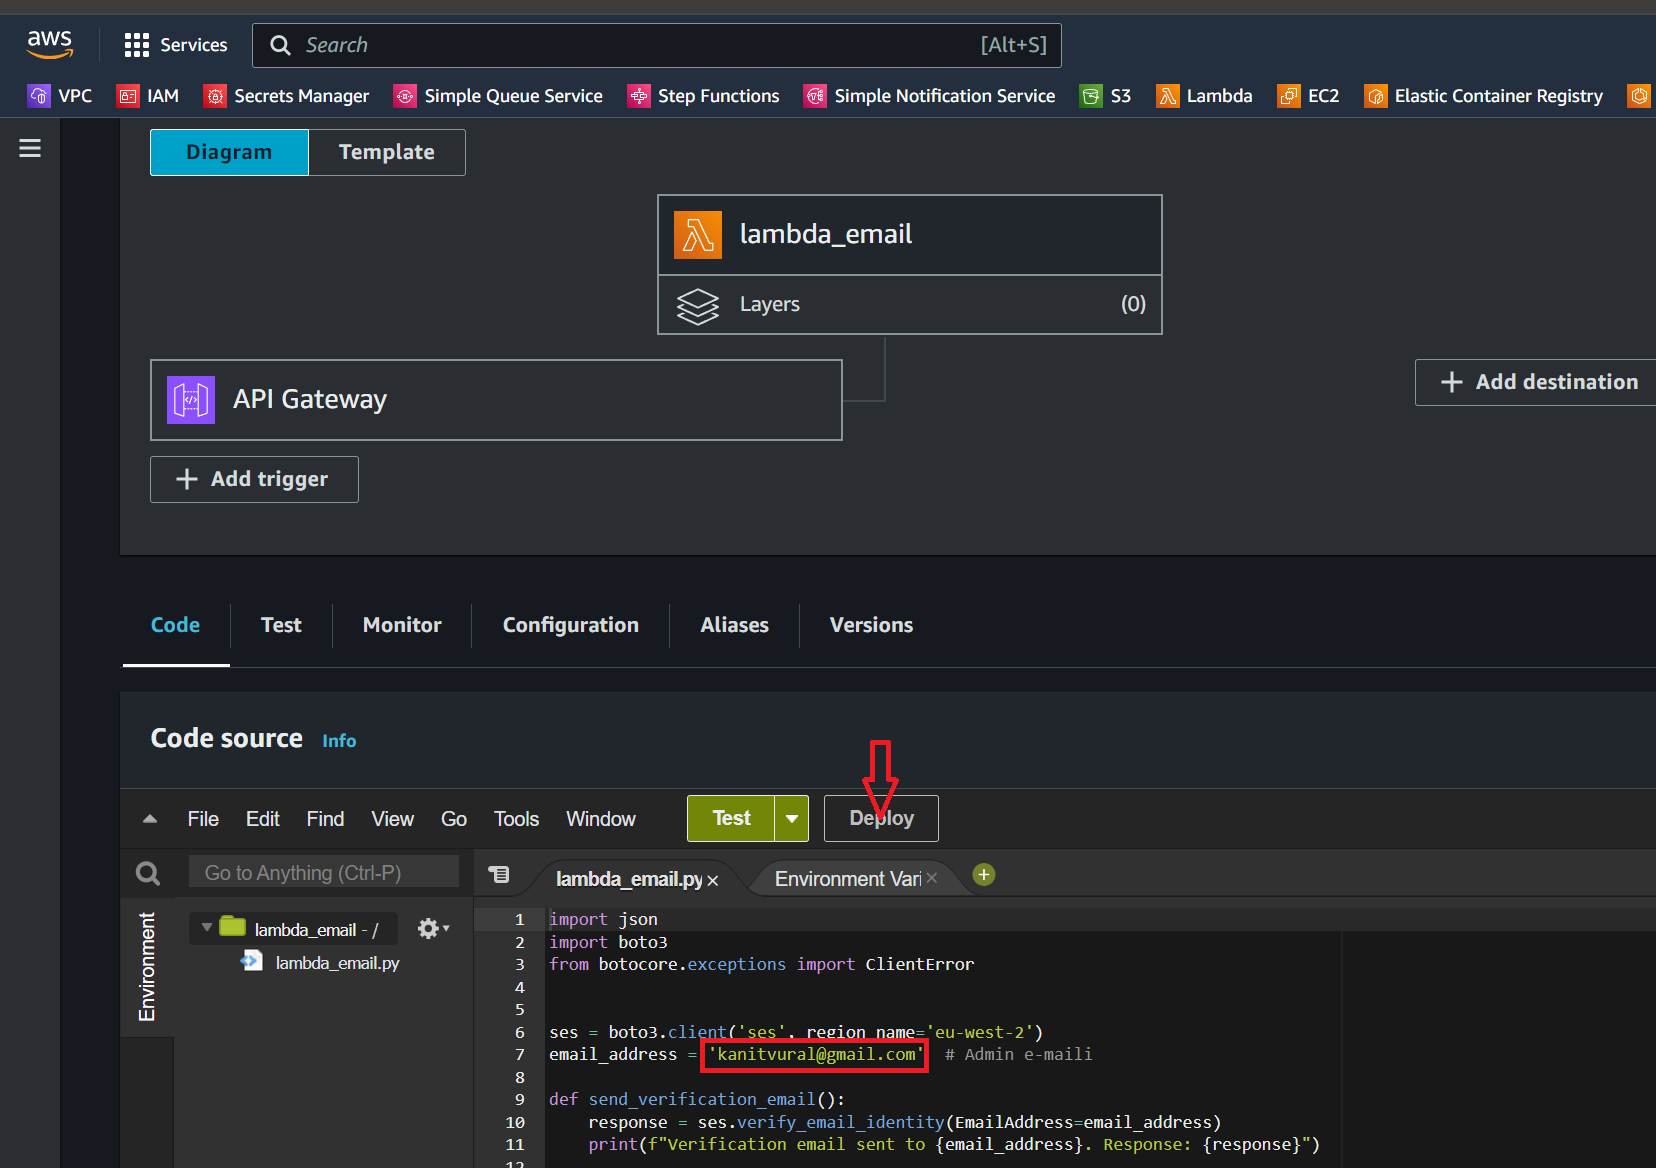 aws
Services
Search
[Alt+S]
VPC
IAM
Secrets Manager
Simple Queue Service
Step Functions
Simple Notification Service
S3
Lambda
EC2
Elastic Container Registry
Diagram
Template
lambda_email
Layers
(0)
API Gateway
Add destination
Add trigger
Code
Test
Monitor
Configuration
Aliases
Versions
Code source
Info
File
Edit
Find
View
Go
Tools
Window
Test
Deploy
Go to Anything (Ctrl-P)
lambda_email.py
Environment Vari
Environment
lambda_email - /
lambda_email.py
1 import json
2 import boto3
3 from botocore.exceptions import ClientError
4
5
6 ses = boto3.client('ses', region_name='eu-west-2')
7 email_address = 'kanitvural@gmail.com' # Admin e-maili
8
9 def send_verification_email():
10 response = ses.verify_email_identity(EmailAddress=email_address)
11 print(f"Verification email sent to {email_address}. Response: {response}")
12